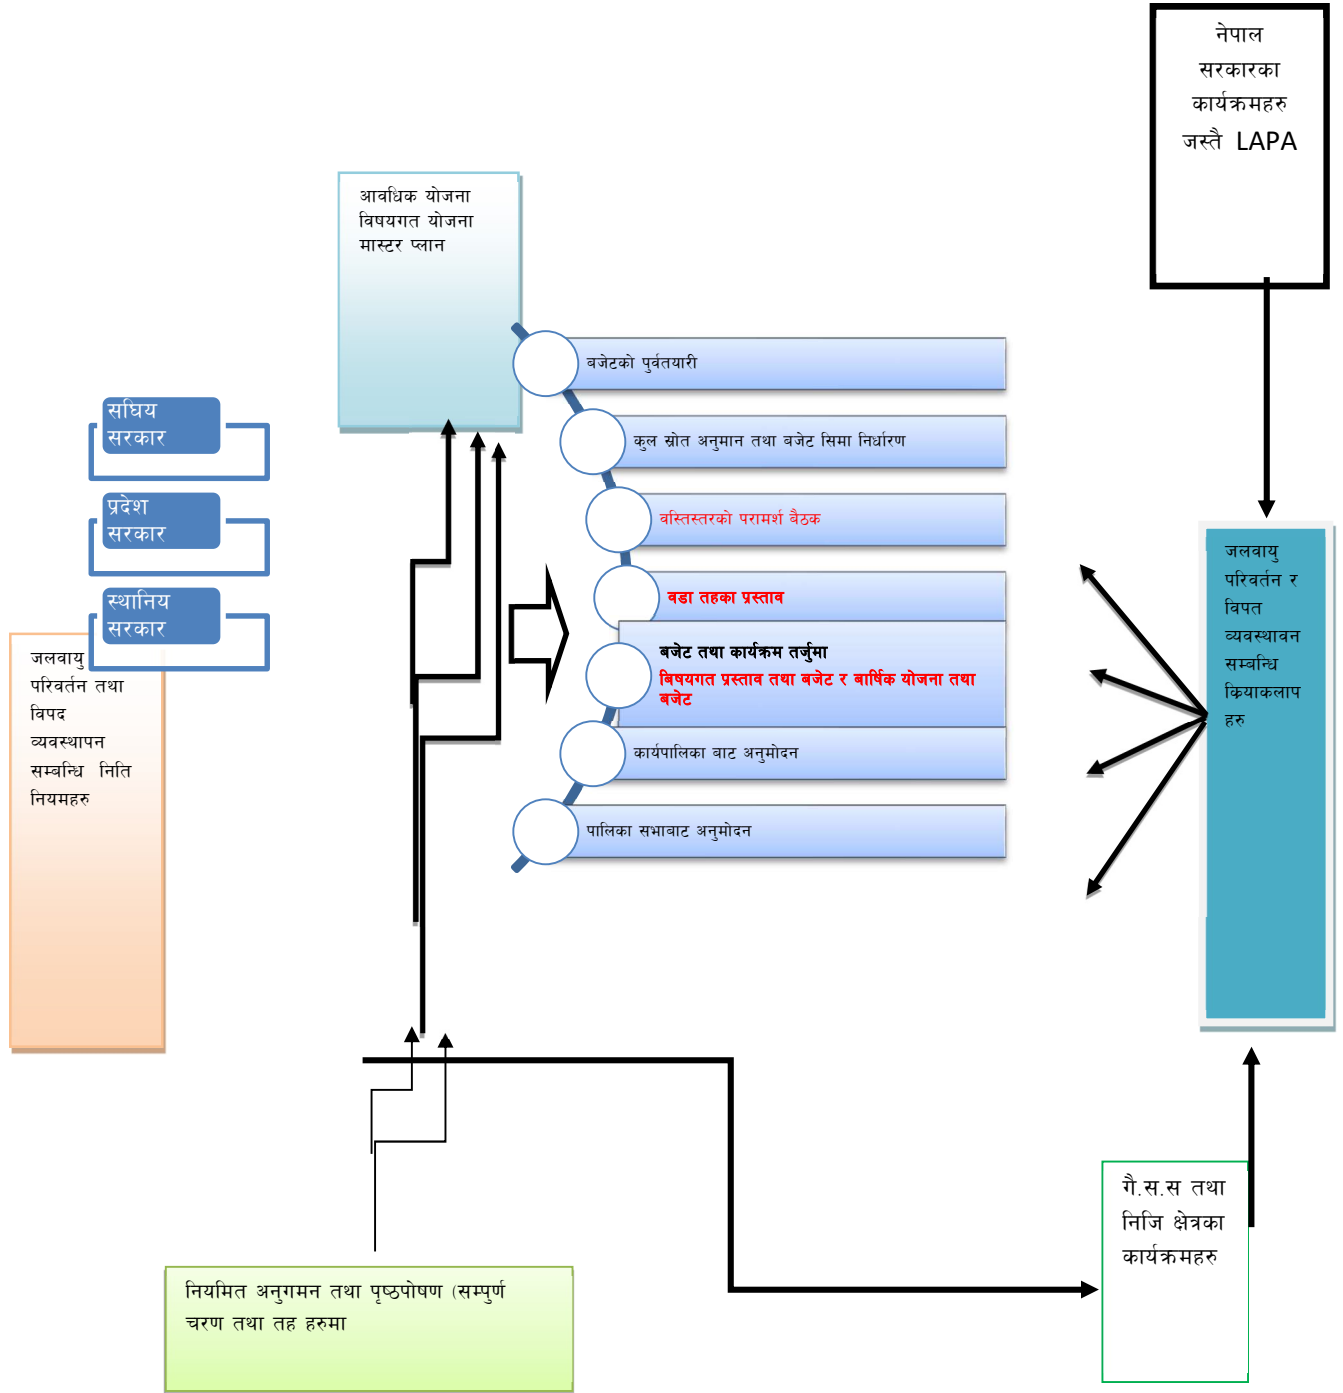 नेपाल
सरकारका
कार्यक्रमहरु
जस्तै LAPA
आवधिक योजना
विषयगत योजना
मास्टर प्लान
बजेटको पुर्वतयारी
कुल स्रोत अनुमान तथा बजेट सिमा निर्धारण
वस्तिस्तरको परामर्श बैठक
वडा तहका प्रस्ताव
बजेट तथा कार्यक्रम तर्जुमा
बिषयगत प्रस्ताव तथा बजेट र बार्षिक योजना तथा
बजेट
कार्यपालिका बाट अनुमोदन
पालिका सभाबाट अनुमोदन
सघिय
सरकार
प्रदेश
सरकार
स्थानिय
सरकार
जलवायु
परिवर्तन तथा
विपद
व्यवस्थापन
सम्बन्धि निति
नियमहरु
जलवायु
परिवर्तन र
विपत
व्यवस्थावन
सम्बन्धि
क्रियाकलाप
हरु
गै.स.स तथा
निजि क्षेत्रका
कार्यक्रमहरु
नियमित अनुगमन तथा पृष्ठपोषण (सम्पुर्ण
चरण तथा तह हरुमा